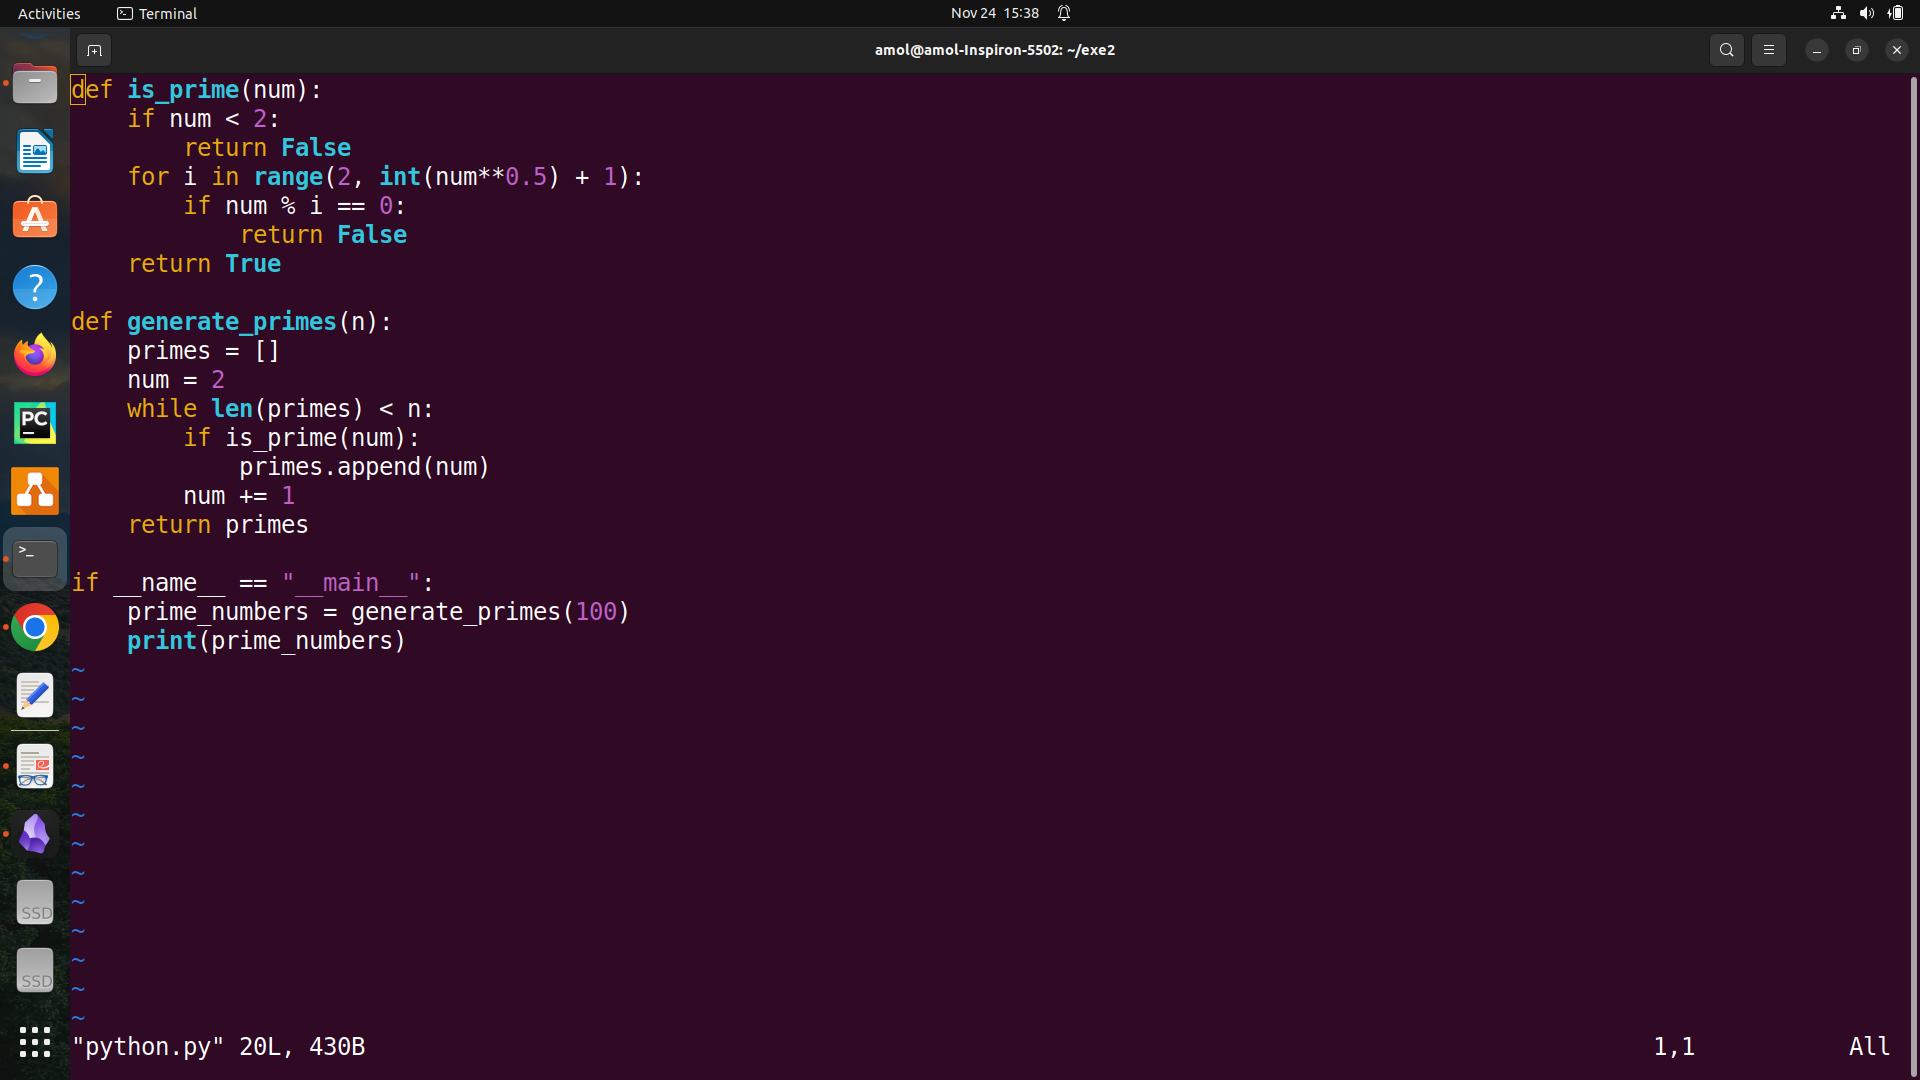 Activities Terminal Nov 24 15:38
amol@amol-Inspiron-5502: ~/exe2
def is_prime(num):
    if num < 2:
        return False
    for i in range(2, int(num**0.5) + 1):
        if num % i == 0:
            return False
    return True

def generate_primes(n):
    primes = []
    num = 2
    while len(primes) < n:
        if is_prime(num):
            primes.append(num)
        num += 1
    return primes

if __name__ == "__main__":
    prime_numbers = generate_primes(100)
    print(prime_numbers)
~
~
~
~
~
~
~
~
~
~
~
~
~
"python.py" 20L, 430B 1,1 All
PC
SSD
SSD